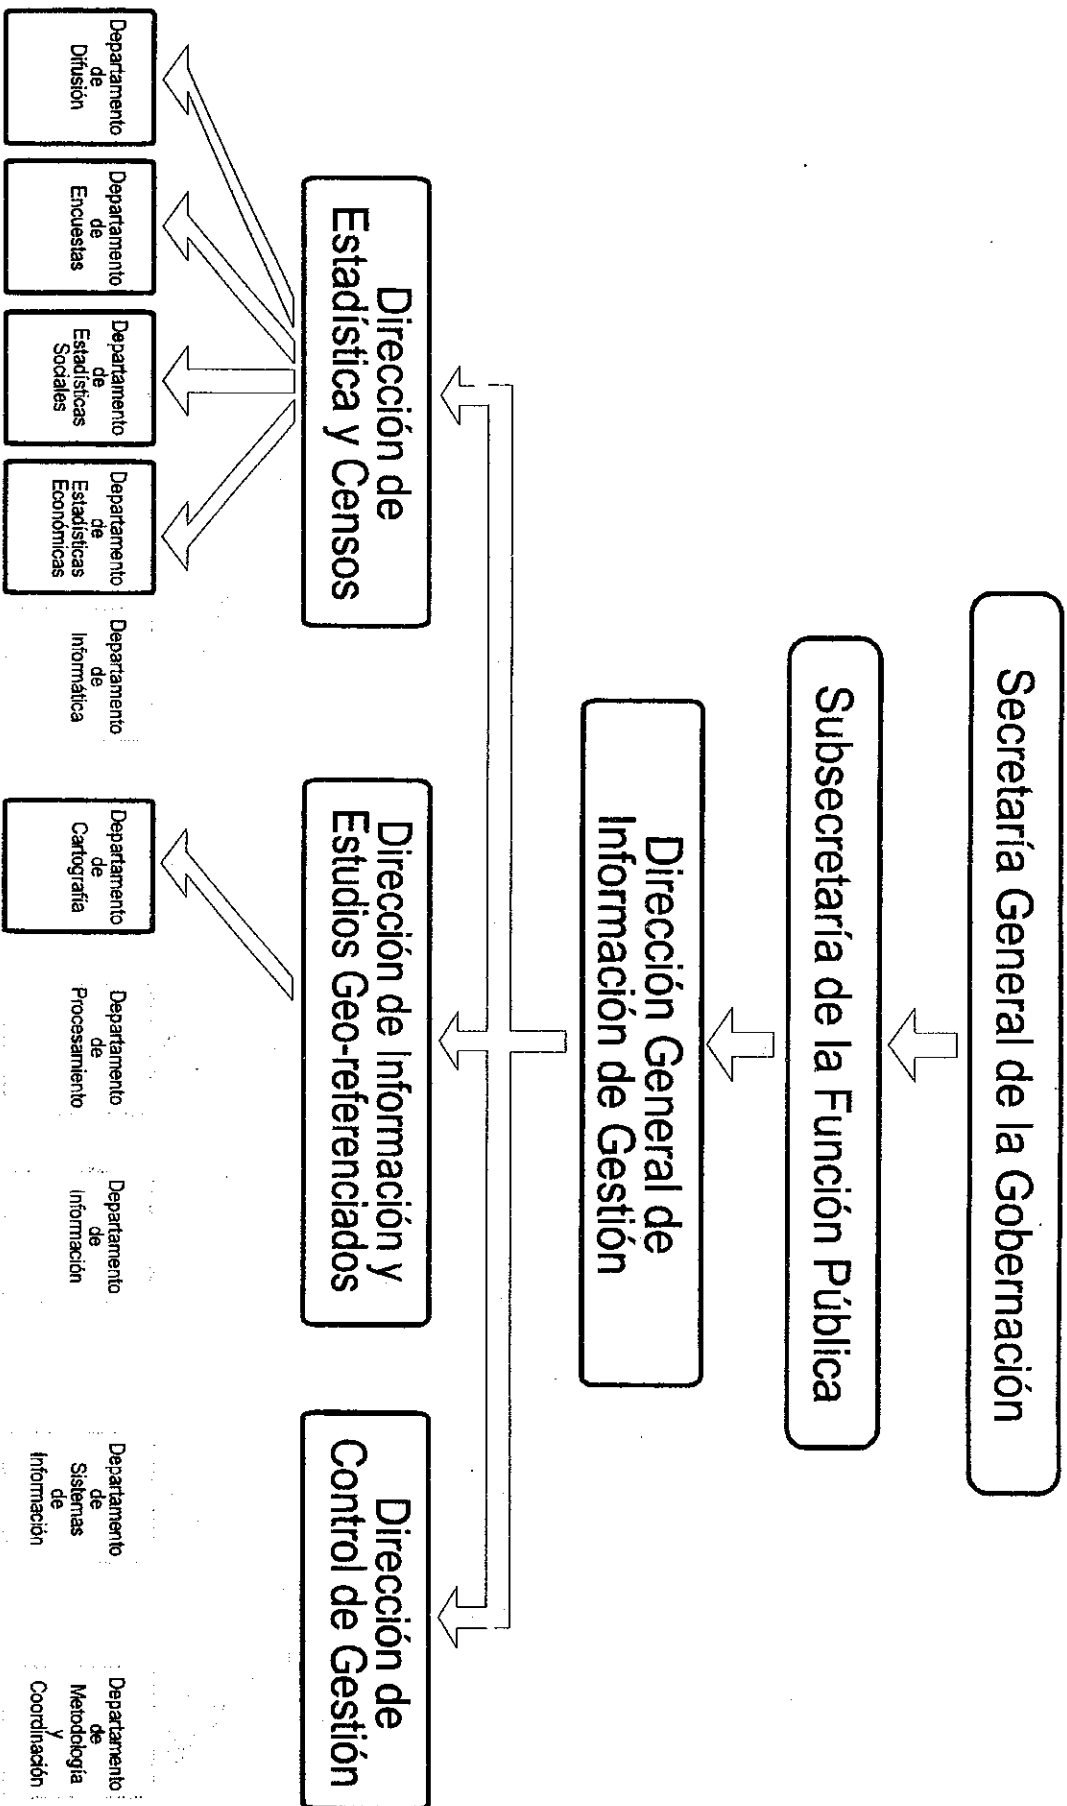 Secretaría General de la Gobernación
Subsecretaría de la Función Pública
Dirección General de
Información de Gestión
Dirección de
Estadística y Censos
Dirección de Información y
Estudios Geo-referenciados
Dirección de
Control de Gestión
Departamento
de
Difusión
Departamento
de
Encuestas
Departamento
de
Estadísticas
Sociales
Departamento
de
Estadísticas
Económicas
Departamento
de
Informática
Departamento
de
Cartografía
Departamento
de
Procesamiento
Departamento
de
Información
Departamento
de
Sistemas
de
Información
Departamento
de
Metodología
y
Coordinación